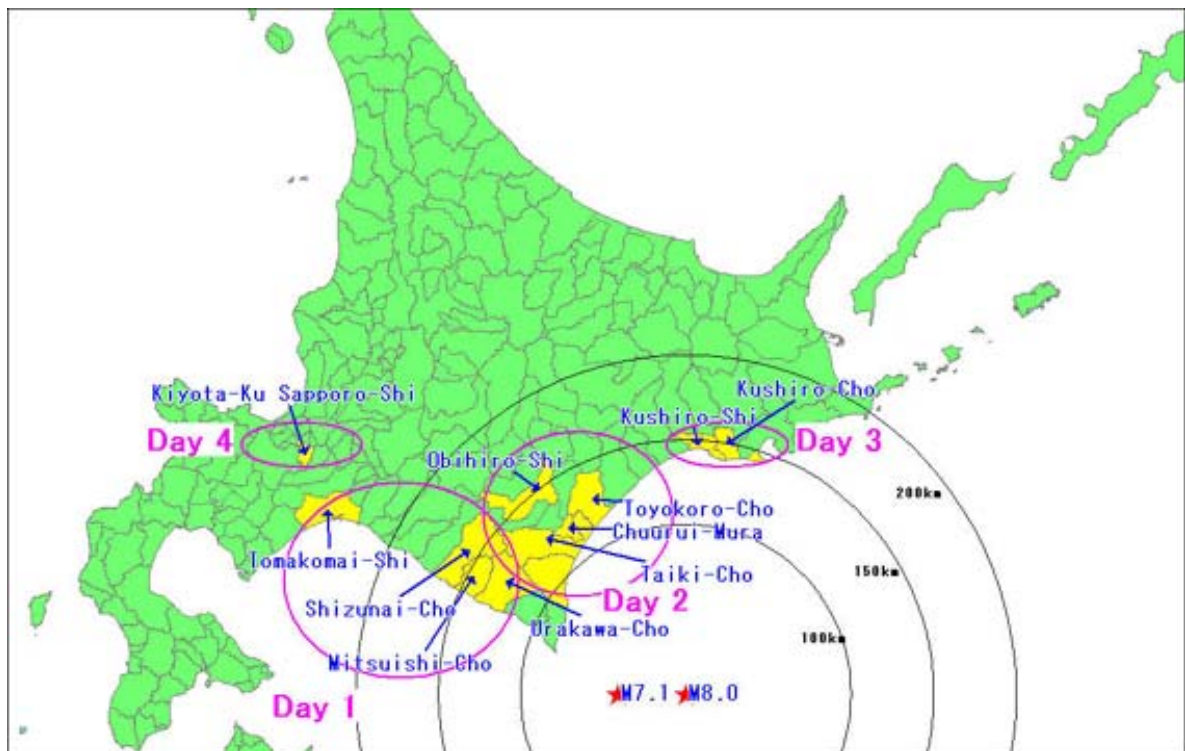 Kiyota-Ku Sapporo-Shi
Kushiro-Cho
Kushiro-Shi
Day 4
Day 3
Obihiro-Shi
200km
Toyokoro-Cho
Chuurui-Mura
Tomakomai-Shi
Taiki-Cho
150km
Shizunai-Cho
Day 2
Urakawa-Cho
100km
Mitsuishi-Cho
Day 1
M7.1
M8.0